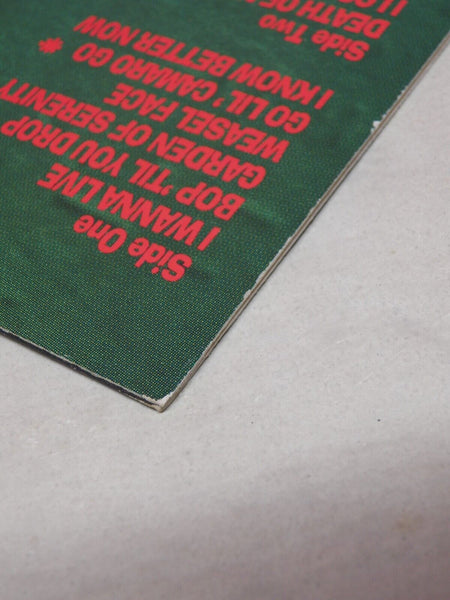 Side One
I WANNA LIVE
BOP 'TIL YOU DROP
GARDEN OF SERENITY
WEASEL FACE
GO LIL' CAMARO GO *
I KNOW BETTER NOW
Side Two
DEATH OF